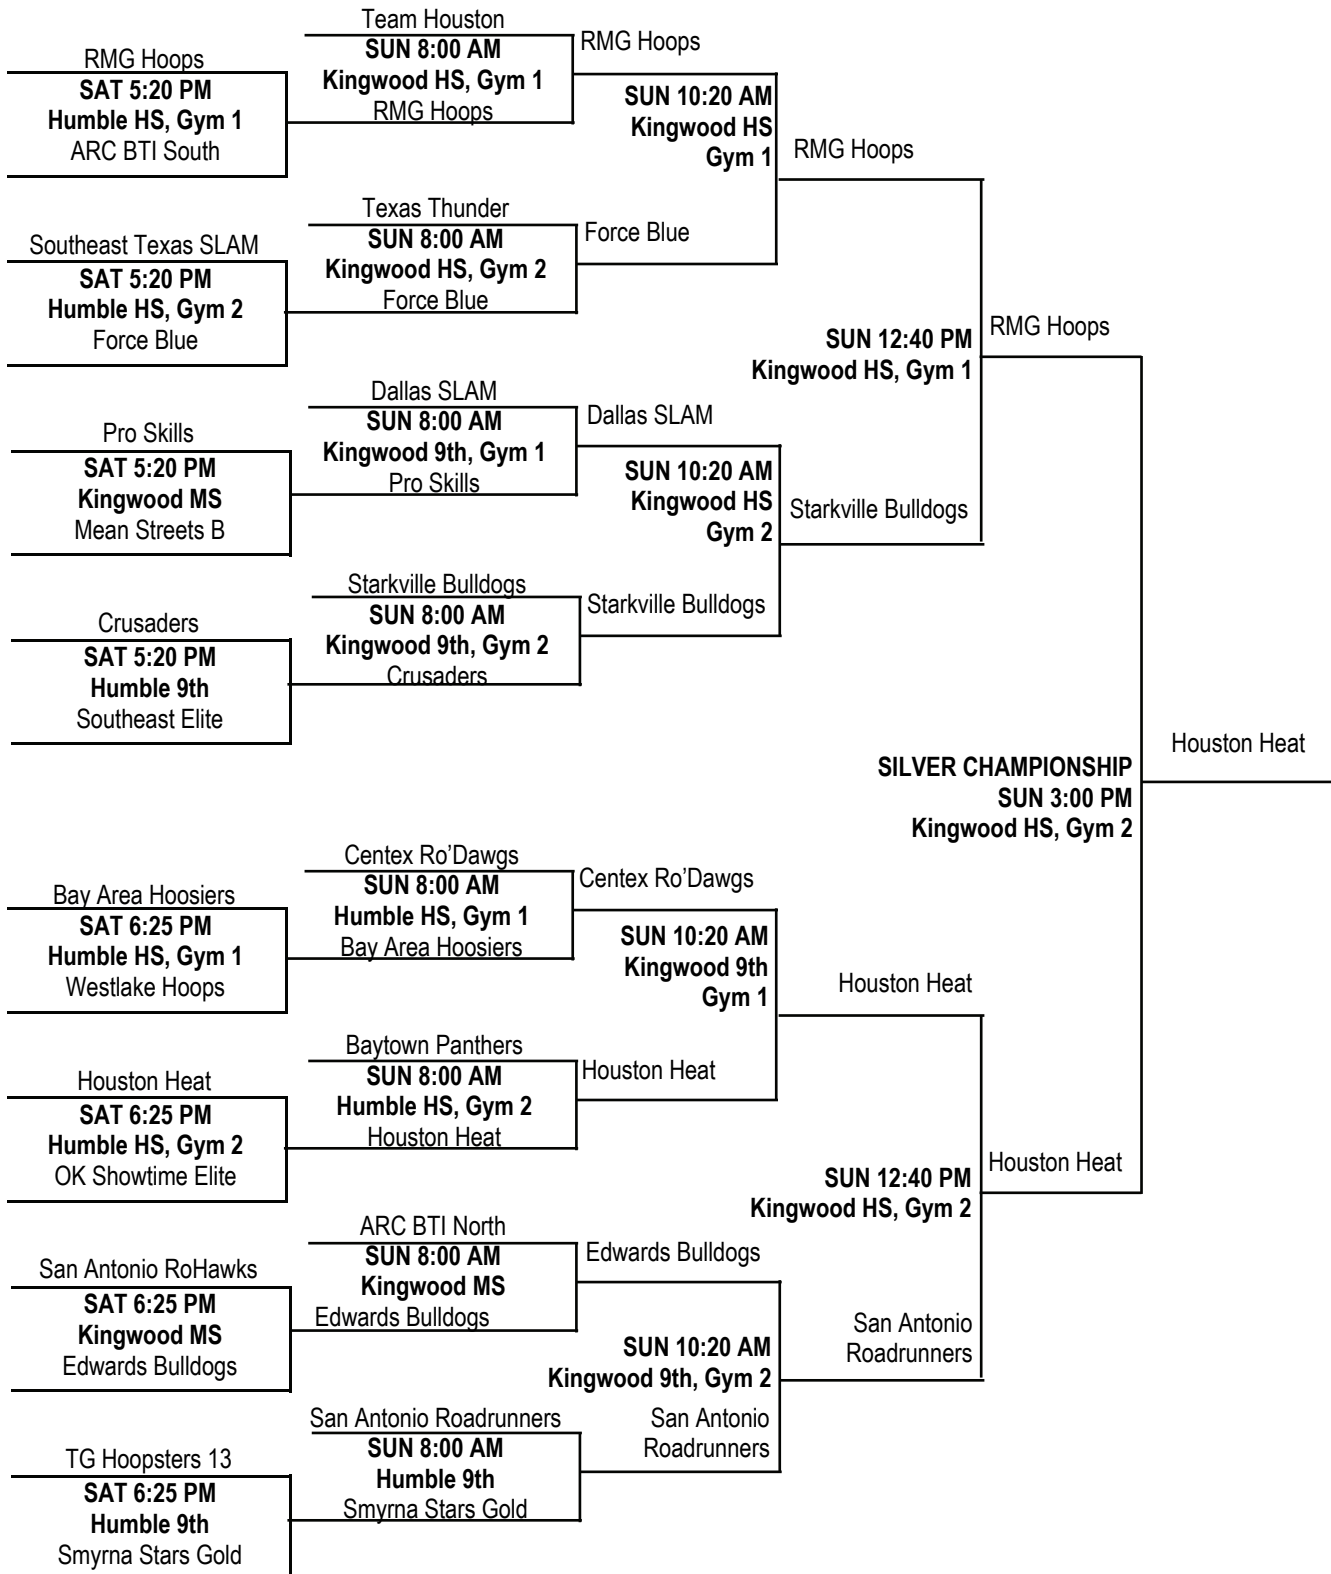 Team Houston
SUN 8:00 AM
Kingwood HS, Gym 1
RMG Hoops
RMG Hoops
SAT 5:20 PM
Humble HS, Gym 1
ARC BTI South
RMG Hoops
SUN 10:20 AM
Kingwood HS
Gym 1
RMG Hoops
Texas Thunder
SUN 8:00 AM
Kingwood HS, Gym 2
Force Blue
Southeast Texas SLAM
SAT 5:20 PM
Humble HS, Gym 2
Force Blue
Force Blue
RMG Hoops
SUN 12:40 PM
Kingwood HS, Gym 1
Dallas SLAM
SUN 8:00 AM
Kingwood 9th, Gym 1
Pro Skills
Pro Skills
SAT 5:20 PM
Kingwood MS
Mean Streets B
Dallas SLAM
SUN 10:20 AM
Kingwood HS
Gym 2
Starkville Bulldogs
Starkville Bulldogs
SUN 8:00 AM
Kingwood 9th, Gym 2
Crusaders
Crusaders
SAT 5:20 PM
Humble 9th
Southeast Elite
Starkville Bulldogs
Houston Heat
SILVER CHAMPIONSHIP
SUN 3:00 PM
Kingwood HS, Gym 2
Centex Ro’Dawgs
SUN 8:00 AM
Humble HS, Gym 1
Bay Area Hoosiers
Bay Area Hoosiers
SAT 6:25 PM
Humble HS, Gym 1
Westlake Hoops
Centex Ro’Dawgs
SUN 10:20 AM
Kingwood 9th
Gym 1
Houston Heat
Baytown Panthers
SUN 8:00 AM
Humble HS, Gym 2
Houston Heat
Houston Heat
SAT 6:25 PM
Humble HS, Gym 2
OK Showtime Elite
Houston Heat
Houston Heat
SUN 12:40 PM
Kingwood HS, Gym 2
ARC BTI North
SUN 8:00 AM
Kingwood MS
Edwards Bulldogs
San Antonio RoHawks
SAT 6:25 PM
Kingwood MS
Edwards Bulldogs
Edwards Bulldogs
SUN 10:20 AM
Kingwood 9th, Gym 2
San Antonio
Roadrunners
San Antonio Roadrunners
SUN 8:00 AM
Humble 9th
Smyrna Stars Gold
San Antonio
Roadrunners
TG Hoopsters 13
SAT 6:25 PM
Humble 9th
Smyrna Stars Gold